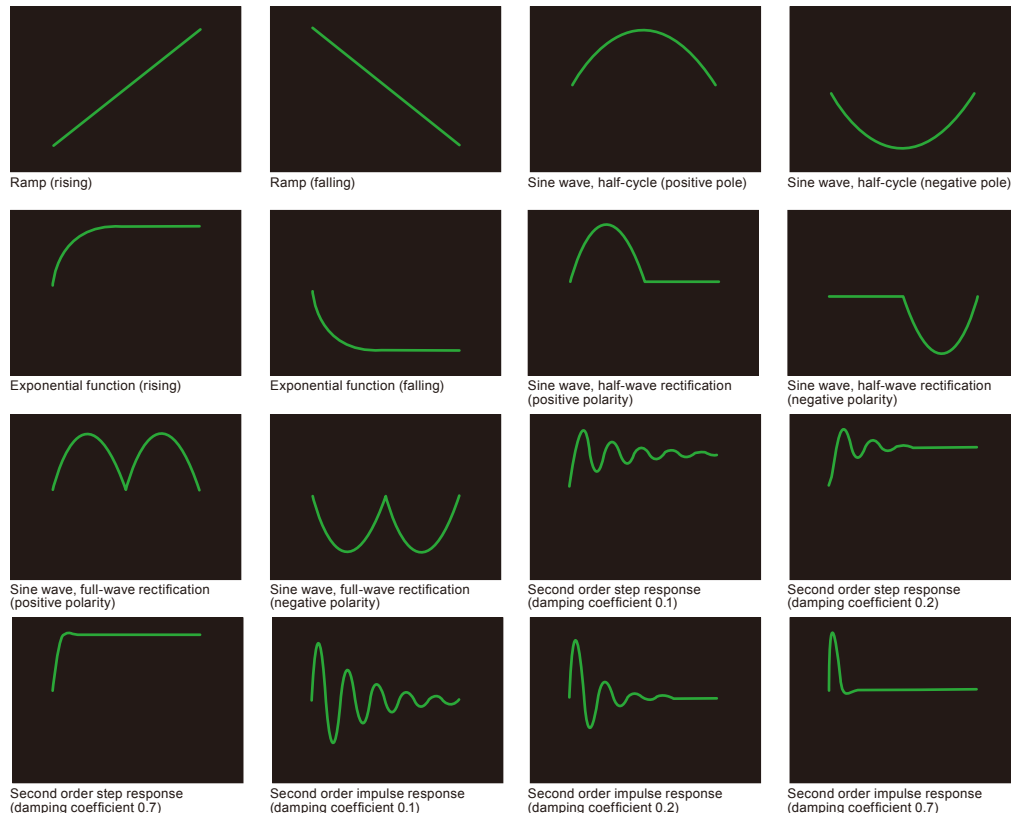 Ramp (rising)
Ramp (falling)
Sine wave, half-cycle (positive pole)
Sine wave, half-cycle (negative pole)
Exponential function (rising)
Exponential function (falling)
Sine wave, half-wave rectification
(positive polarity)
Sine wave, half-wave rectification
(negative polarity)
Sine wave, full-wave rectification
(positive polarity)
Sine wave, full-wave rectification
(negative polarity)
Second order step response
(damping coefficient 0.1)
Second order step response
(damping coefficient 0.2)
Second order step response
(damping coefficient 0.7)
Second order impulse response
(damping coefficient 0.1)
Second order impulse response
(damping coefficient 0.2)
Second order impulse response
(damping coefficient 0.7)